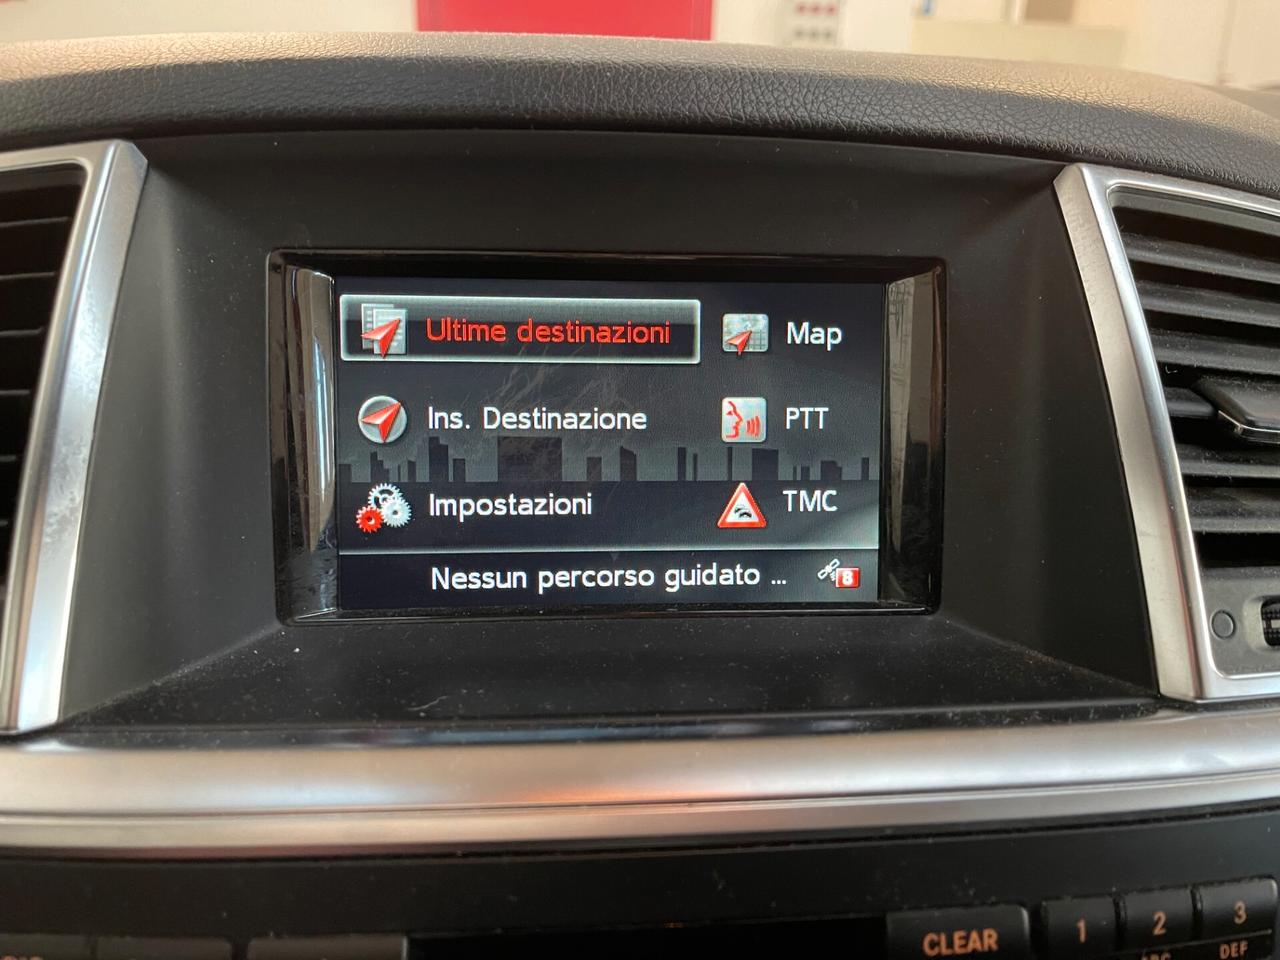 Ultime destinazioni
Map
Ins. Destinazione
PTT
Impostazioni
TMC
Nessun percorso guidato ...
8
CLEAR
1
2
3
DEF